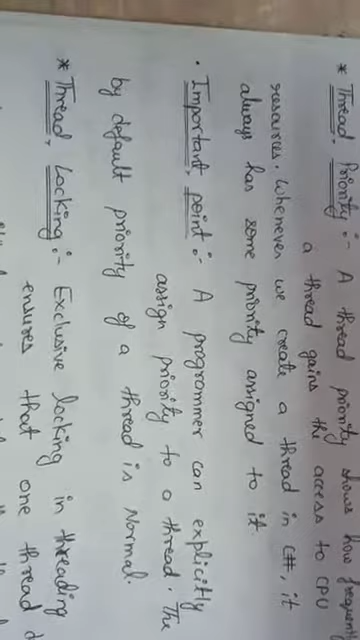 * Thread Priority :- A thread priority shows how frequently
a thread gains the access to CPU
resources. Whenever we create a thread in C#, it
always has some priority assigned to it.
• Important point :- A programmer can explicitly
assign priority to a thread. The
by default priority of a thread is Normal.
* Thread Locking :- Exclusive locking in threading
ensures that one thread